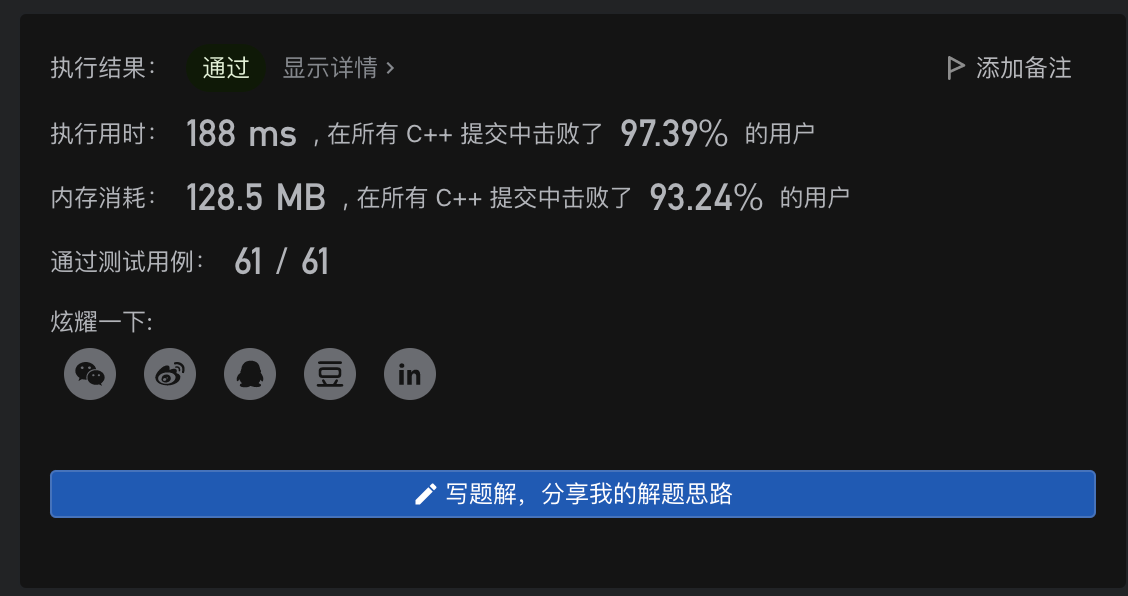 执行结果： 通过 显示详情 › 添加备注
执行用时： 188 ms ，在所有 C++ 提交中击败了 97.39% 的用户
内存消耗： 128.5 MB ，在所有 C++ 提交中击败了 93.24% 的用户
通过测试用例： 61 / 61
炫耀一下:
豆 in
写题解，分享我的解题思路